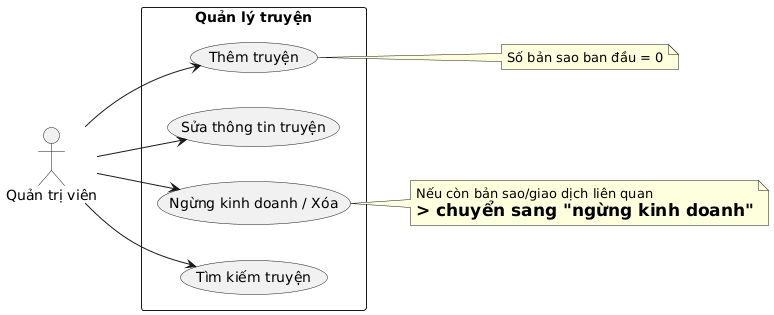 Quản lý truyện
Thêm truyện
Số bản sao ban đầu = 0
Sửa thông tin truyện
Quản trị viên
Ngừng kinh doanh / Xóa
Nếu còn bản sao/giao dịch liên quan
> chuyển sang "ngừng kinh doanh"
Tìm kiếm truyện